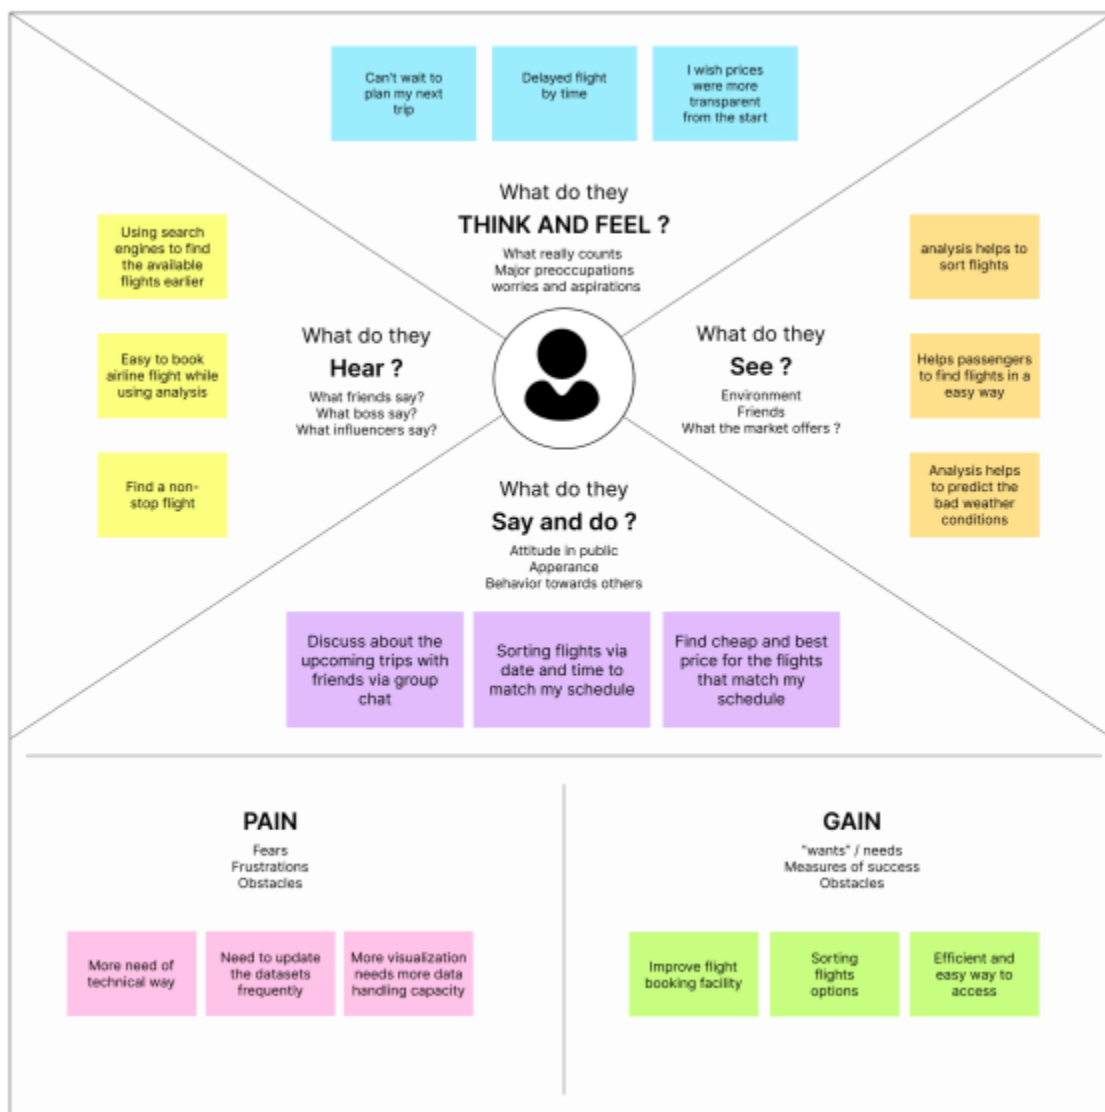 Can't wait to
plan my next
trip
Delayed flight
by time
I wish prices
were more
transparent
from the start
What do they
THINK AND FEEL ?
What really counts
Major preoccupations
worries and aspirations
Using search
engines to find
the available
flights earlier
Easy to book
airline flight while
using analysis
Find a non-
stop flight
What do they
Hear ?
What friends say?
What boss say?
What influencers say?
What do they
See ?
Environment
Friends
What the market offers ?
analysis helps to
sort flights
Helps passengers
to find flights in a
easy way
Analysis helps
to predict the
bad weather
conditions
What do they
Say and do ?
Attitude in public
Apperance
Behavior towards others
Discuss about the
upcoming trips with
friends via group
chat
Sorting flights via
date and time to
match my schedule
Find cheap and best
price for the flights
that match my
schedule
PAIN
Fears
Frustrations
Obstacles
More need of
technical way
Need to update
the datasets
frequently
More visualization
needs more data
handling capacity
GAIN
"wants" / needs
Measures of success
Obstacles
Improve flight
booking facility
Sorting
flights
options
Efficient and
easy way to
access